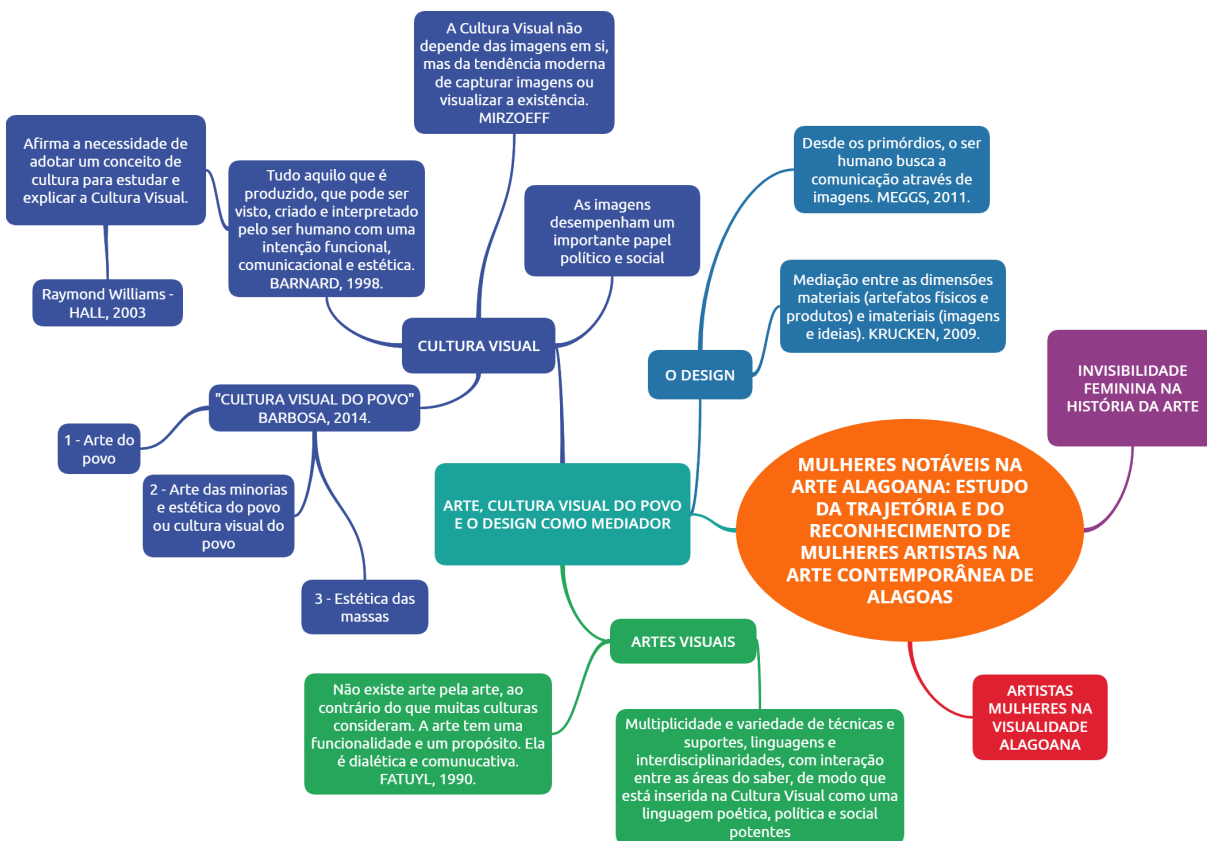 A Cultura Visual não
depende das imagens em si,
mas da tendência moderna
de capturar imagens ou
visualizar a existência.
MIRZOEFF
Afirma a necessidade de
adotar um conceito de
cultura para estudar e
explicar a Cultura Visual.
Tudo aquilo que é
produzido, que pode ser
visto, criado e interpretado
pelo ser humano com uma
intenção funcional,
comunicacional e estética.
BARNARD, 1998.
As imagens
desempenham um
importante papel
político e social
Raymond Williams -
HALL, 2003
CULTURA VISUAL
"CULTURA VISUAL DO POVO"
BARBOSA, 2014.
1 - Arte do
povo
2 - Arte das minorias
e estética do povo
ou cultura visual do
povo
3 - Estética das
massas
Desde os primórdios, o ser
humano busca a
comunicação através de
imagens. MEGGS, 2011.
Mediação entre as dimensões
materiais (artefatos físicos e
produtos) e imateriais (imagens
e ideias). KRUCKEN, 2009.
O DESIGN
INVISIBILIDADE
FEMININA NA
HISTÓRIA DA ARTE
ARTE, CULTURA VISUAL DO POVO
E O DESIGN COMO MEDIADOR
MULHERES NOTÁVEIS NA
ARTE ALAGOANA: ESTUDO
DA TRAJETÓRIA E DO
RECONHECIMENTO DE
MULHERES ARTISTAS NA
ARTE CONTEMPORÂNEA DE
ALAGOAS
ARTES VISUAIS
Não existe arte pela arte, ao
contrário do que muitas culturas
consideram. A arte tem uma
funcionalidade e um propósito. Ela
é dialética e comunucativa.
FATUYL, 1990.
Multiplicidade e variedade de técnicas e
suportes, linguagens e
interdisciplinaridades, com interação
entre as áreas do saber, de modo que
está inserida na Cultura Visual como uma
linguagem poética, política e social
potentes
ARTISTAS
MULHERES NA
VISUALIDADE
ALAGOANA